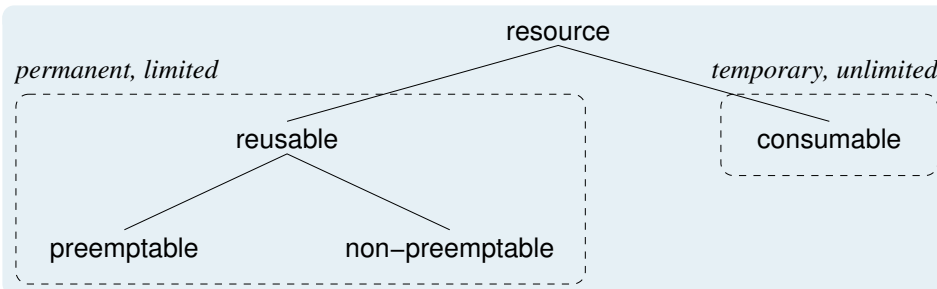 resource
permanent, limited
temporary, unlimited
reusable
consumable
preemptable
non−preemptable